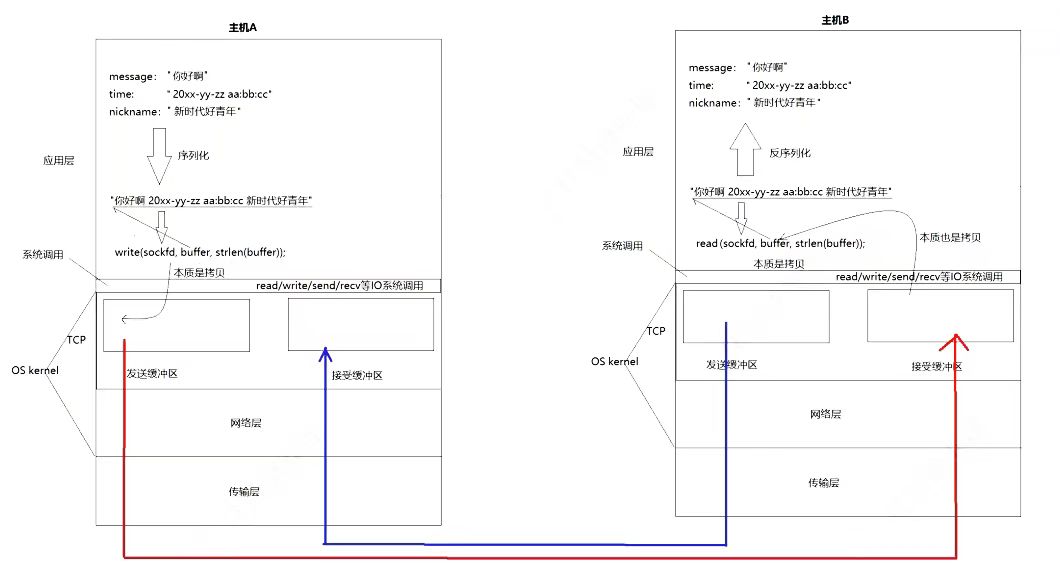 主机A
message: "你好啊"
time: "20xx-yy-zz aa:bb:cc"
nickname: "新时代好青年"
序列化
应用层
"你好啊 20xx-yy-zz aa:bb:cc 新时代好青年"
write(sockfd, buffer, strlen(buffer));
系统调用
本质是拷贝
read/write/send/recv等IO系统调用
TCP
OS kernel
发送缓冲区
接受缓冲区
网络层
传输层
主机B
message: "你好啊"
time: "20xx-yy-zz aa:bb:cc"
nickname: "新时代好青年"
反序列化
应用层
"你好啊 20xx-yy-zz aa:bb:cc 新时代好青年"
read (sockfd, buffer, strlen(buffer));
本质也是拷贝
系统调用
本质是拷贝
read/write/send/recv等IO系统调用
TCP
OS kernel
发送缓冲区
接受缓冲区
网络层
传输层